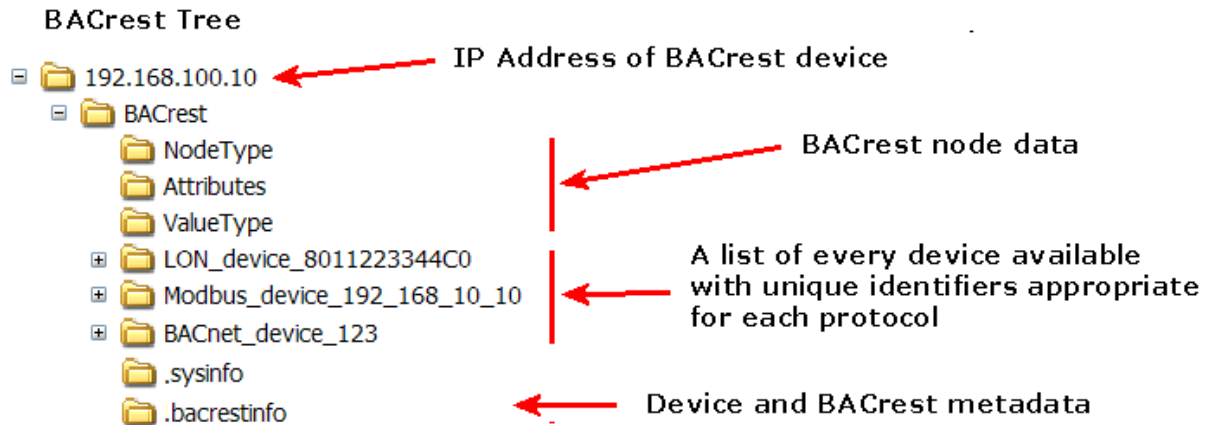 BACrest Tree
IP Address of BACrest device
192.168.100.10
BACrest
NodeType
Attributes
ValueType
BACrest node data
LON_device_8011223344C0
Modbus_device_192_168_10_10
BACnet_device_123
A list of every device available
with unique identifiers appropriate
for each protocol
.sysinfo
.bacrestinfo
Device and BACrest metadata